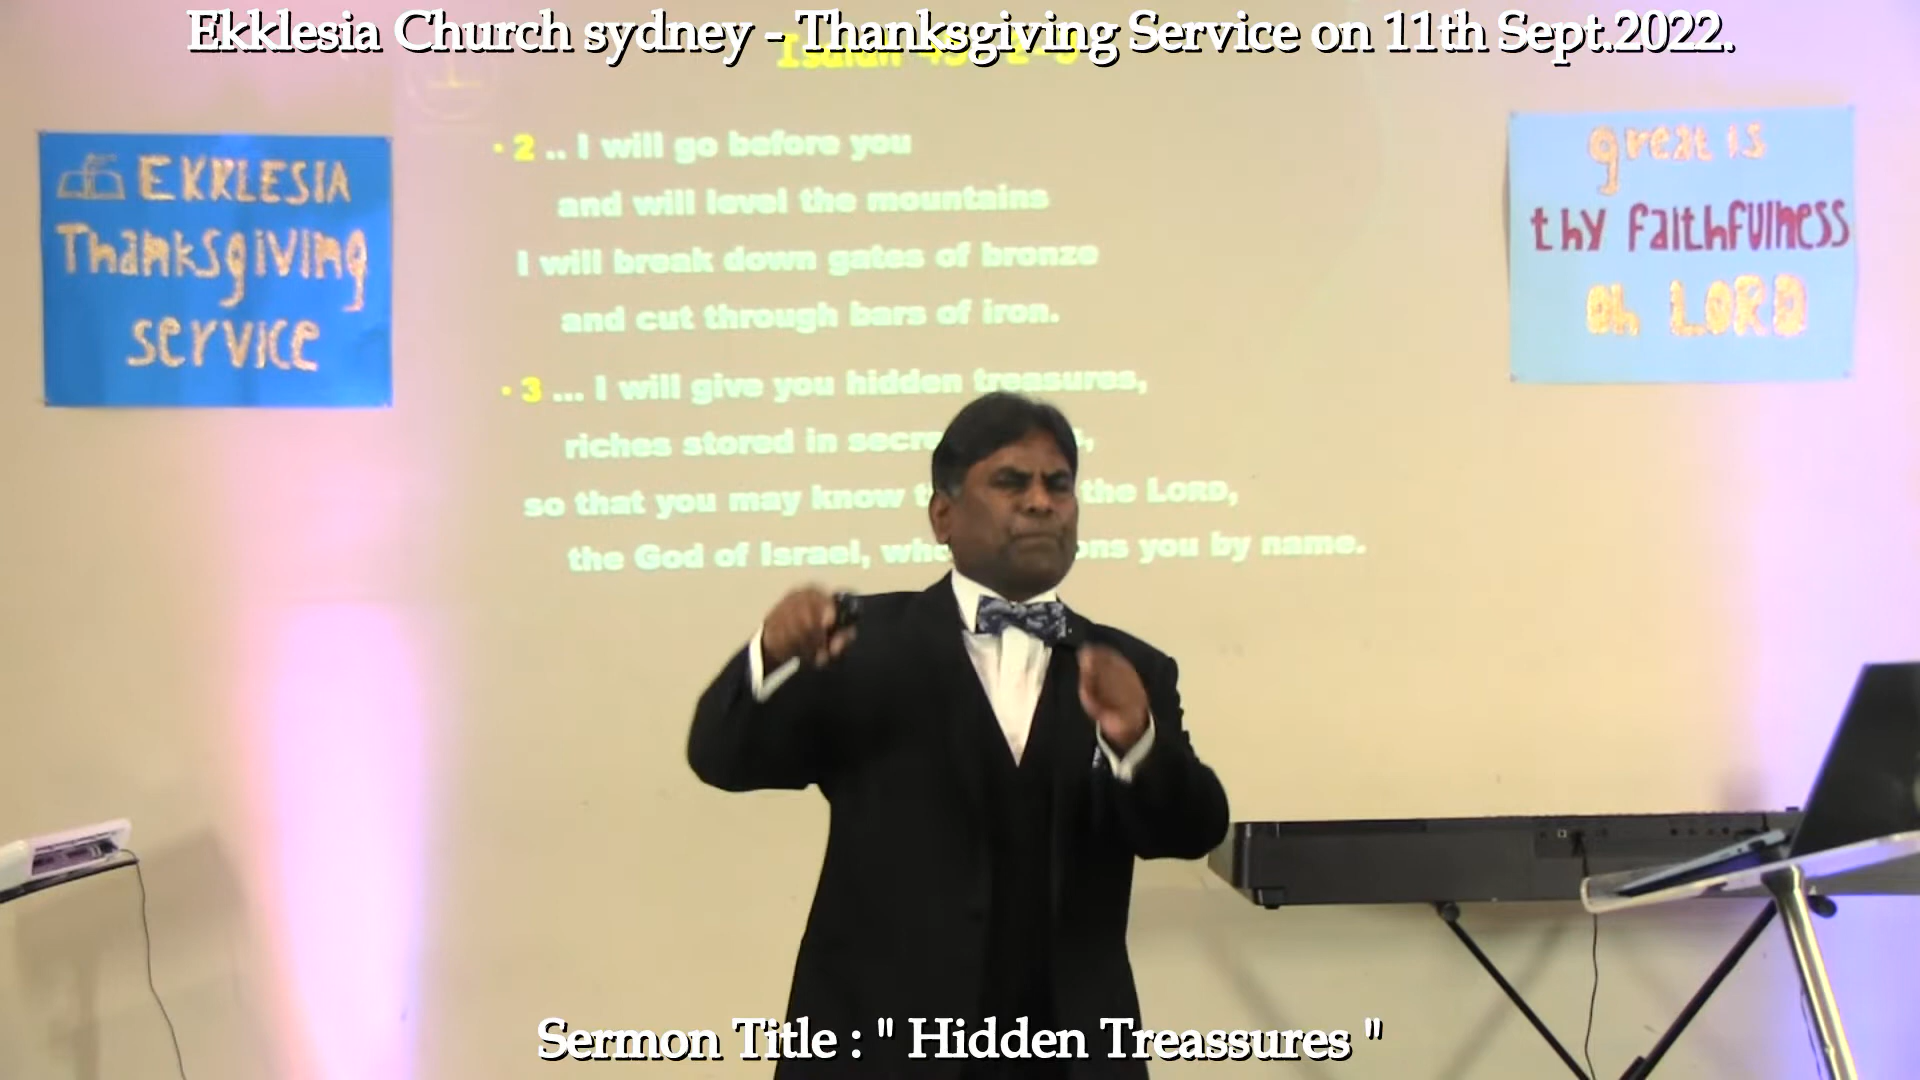 Ekklesia Church sydney - Thanksgiving Service on 11th Sept.2022.
Isaiah
EKKLESIA
Thanksgiving
service
great is
thy faithfulness
Oh LORD
· 2 .. I will go before you
and will level the mountains
I will break down gates of bronze
and cut through bars of iron.
· 3 ... I will give you hidden treasures,
riches stored in
so that you may know the LORD,
the God of Israel, you by name.
Sermon Title : " Hidden Treassures "